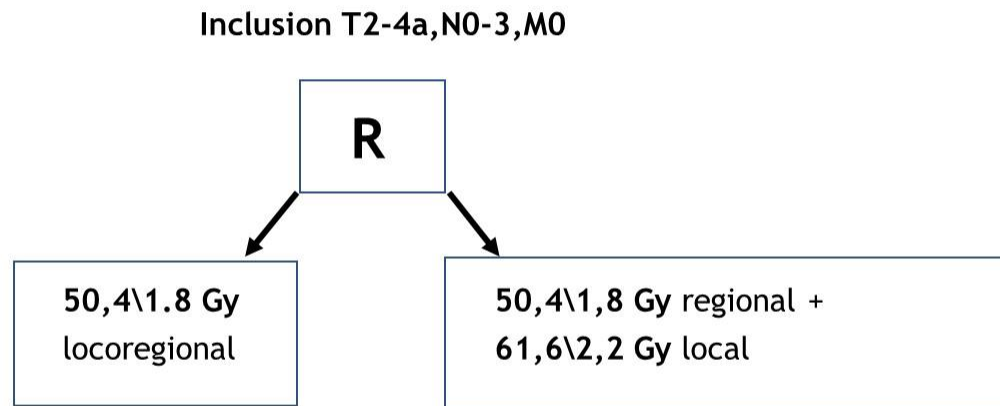 Inclusion T2-4a,N0-3,M0
R
50,4\1.8 Gy
locoregional
50,4\1,8 Gy regional +
61,6\2,2 Gy local